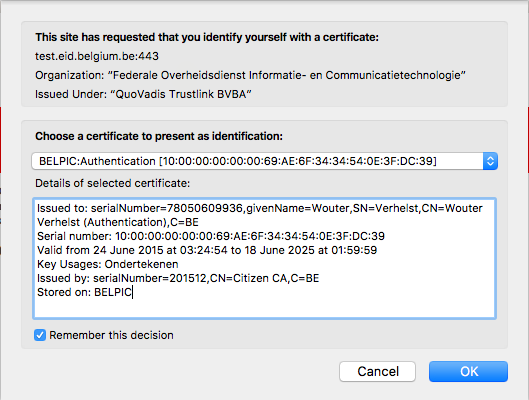 This site has requested that you identify yourself with a certificate:
test.eid.belgium.be:443
Organization: “Federale Overheidsdienst Informatie- en Communicatietechnologie”
Issued Under: “QuoVadis Trustlink BVBA”
Choose a certificate to present as identification:
BELPIC:Authentication [10:00:00:00:00:00:69:AE:6F:34:34:54:0E:3F:DC:39]
Details of selected certificate:
Issued to: serialNumber=78050609936,givenName=Wouter,SN=Verhelst,CN=Wouter
Verhelst (Authentication),C=BE
Serial number: 10:00:00:00:00:00:69:AE:6F:34:34:54:0E:3F:DC:39
Valid from 24 June 2015 at 03:24:54 to 18 June 2025 at 01:59:59
Key Usages: Ondertekenen
Issued by: serialNumber=201512,CN=Citizen CA,C=BE
Stored on: BELPIC
Remember this decision
Cancel
OK